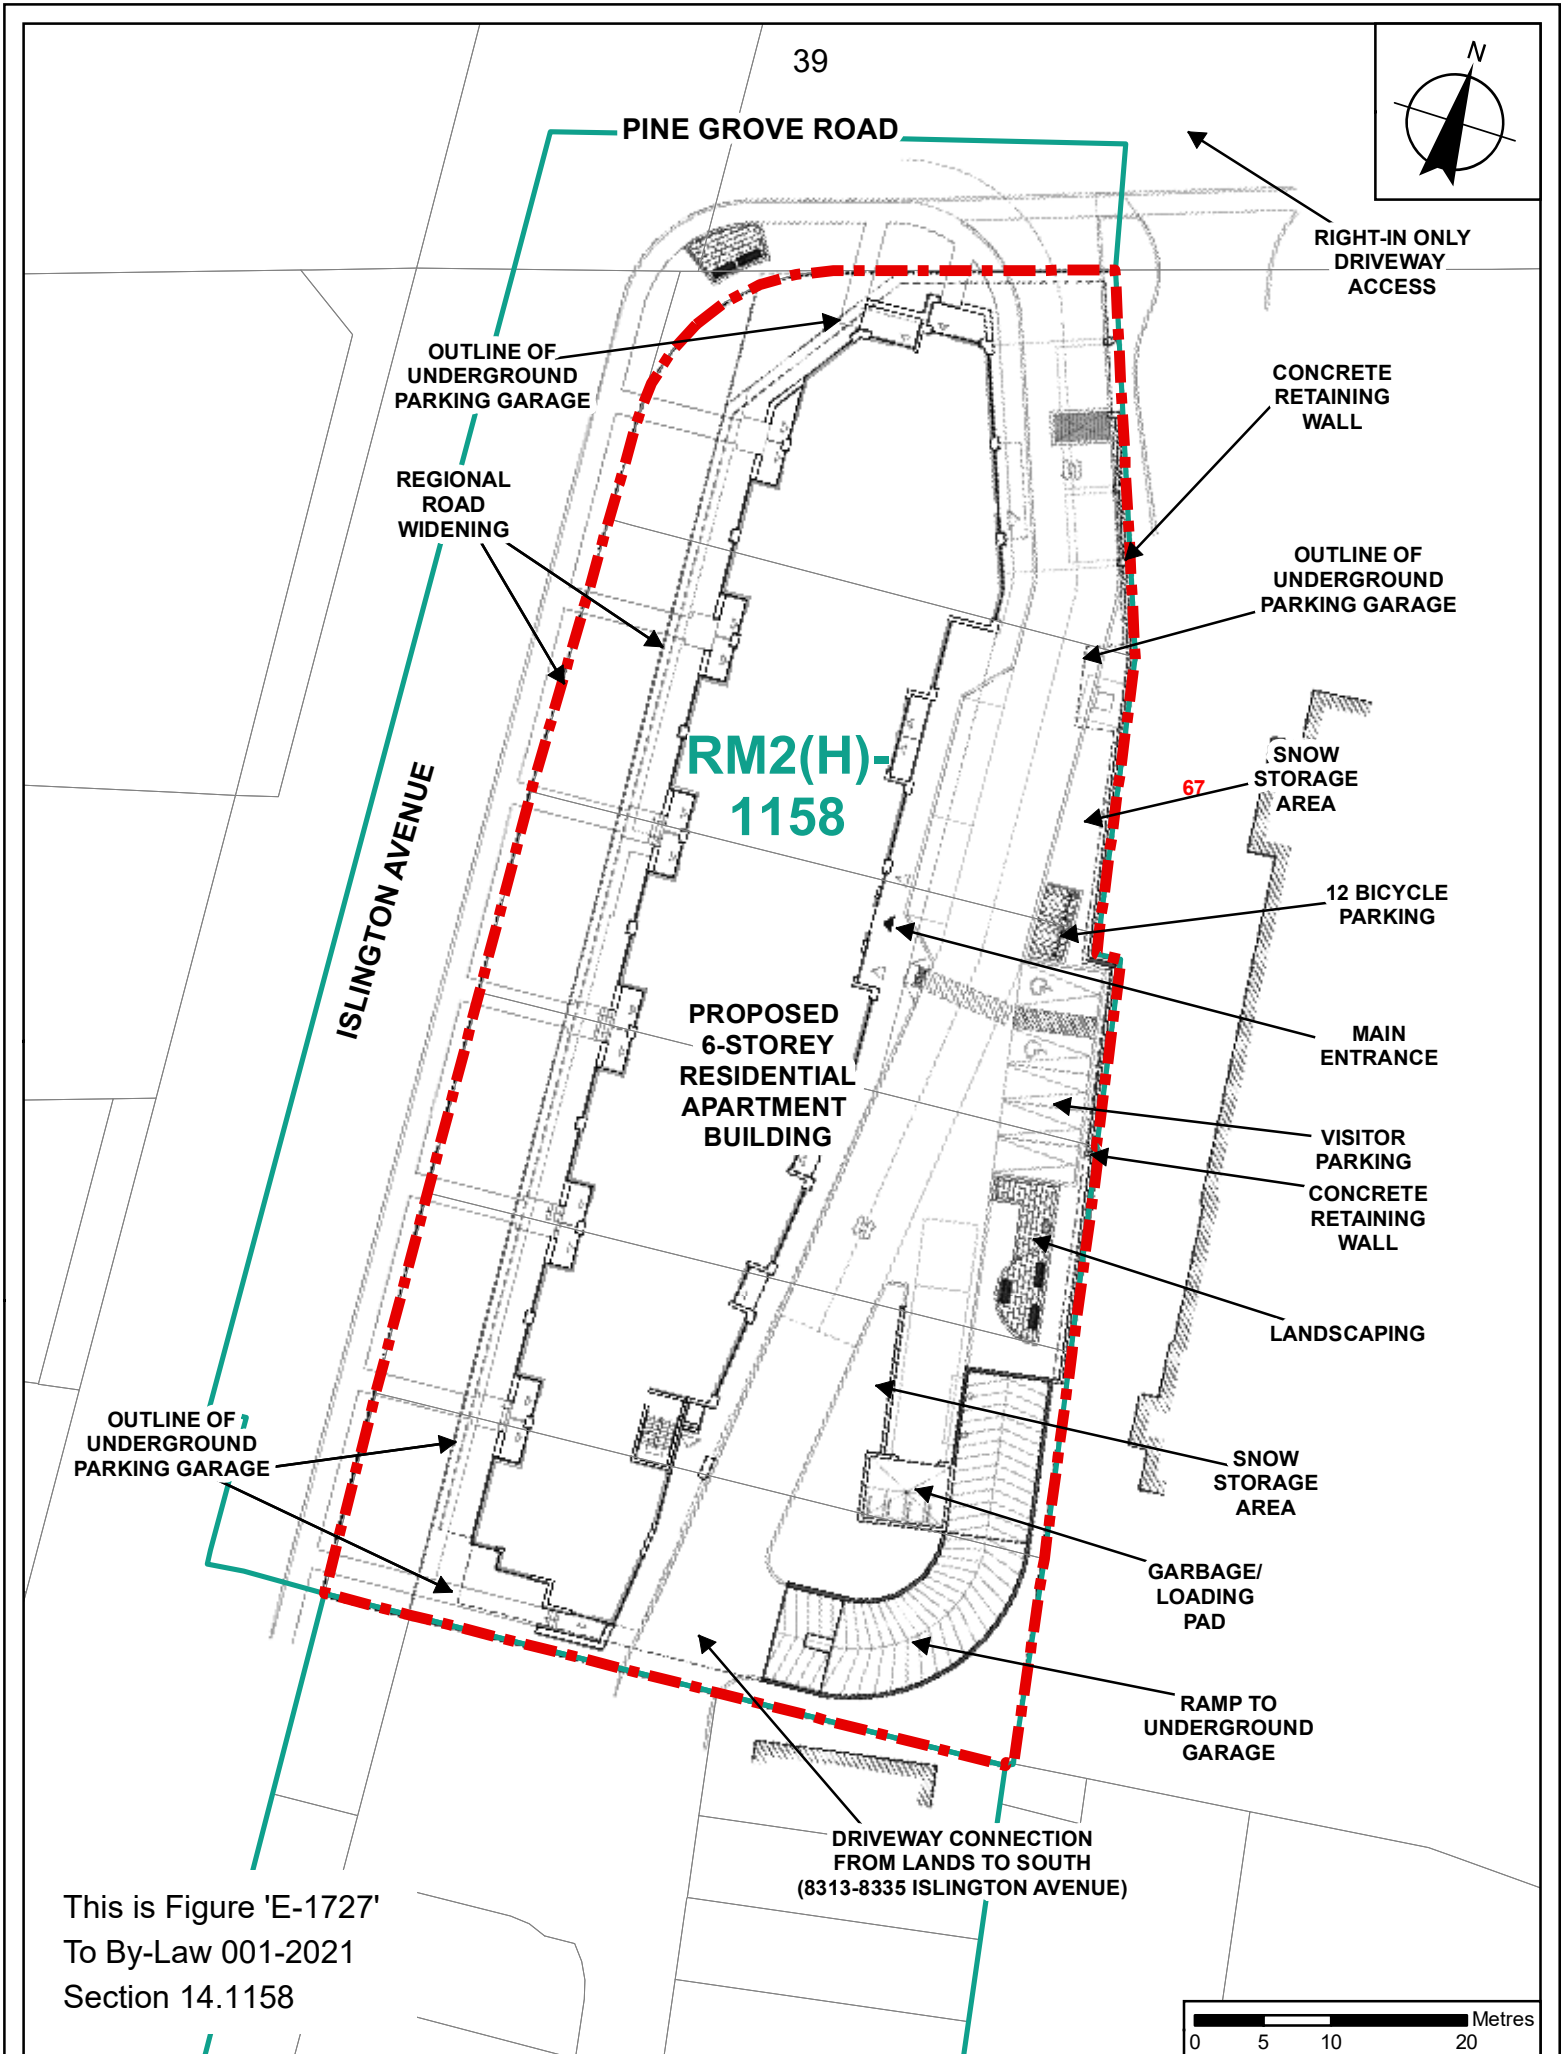 39
N
PINE GROVE ROAD
RIGHT-IN ONLY
DRIVEWAY
ACCESS
OUTLINE OF
UNDERGROUND
PARKING GARAGE
CONCRETE
RETAINING
WALL
REGIONAL
ROAD
WIDENING
OUTLINE OF
UNDERGROUND
PARKING GARAGE
RM2(H)-
1158
67
SNOW
STORAGE
AREA
ISLINGTON AVENUE
12 BICYCLE
PARKING
PROPOSED
6-STOREY
RESIDENTIAL
APARTMENT
BUILDING
MAIN
ENTRANCE
VISITOR
PARKING
CONCRETE
RETAINING
WALL
LANDSCAPING
OUTLINE OF
UNDERGROUND
PARKING GARAGE
SNOW
STORAGE
AREA
GARBAGE/
LOADING
PAD
RAMP TO
UNDERGROUND
GARAGE
DRIVEWAY CONNECTION
FROM LANDS TO SOUTH
(8313-8335 ISLINGTON AVENUE)
This is Figure 'E-1727'
To By-Law 001-2021
Section 14.1158
Metres
0 5 10 20